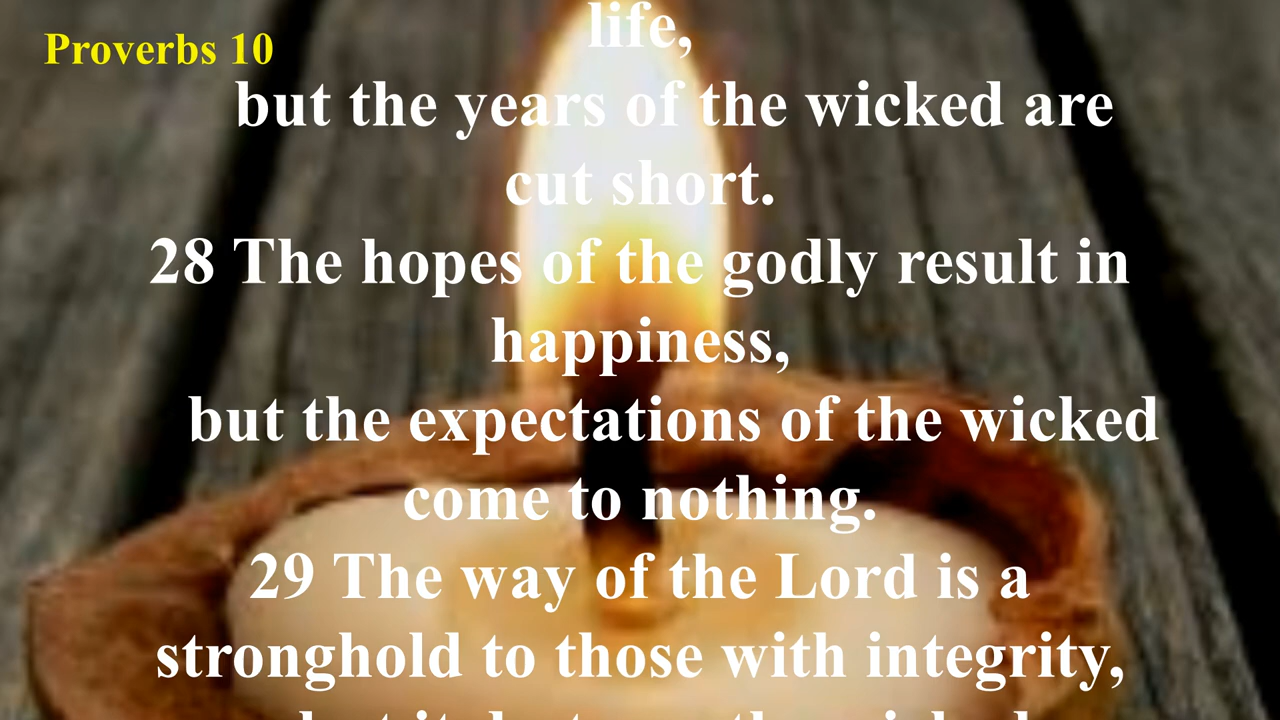 Proverbs 10
life,
but the years of the wicked are
cut short.
28 The hopes of the godly result in
happiness,
but the expectations of the wicked
come to nothing.
29 The way of the Lord is a
stronghold to those with integrity,